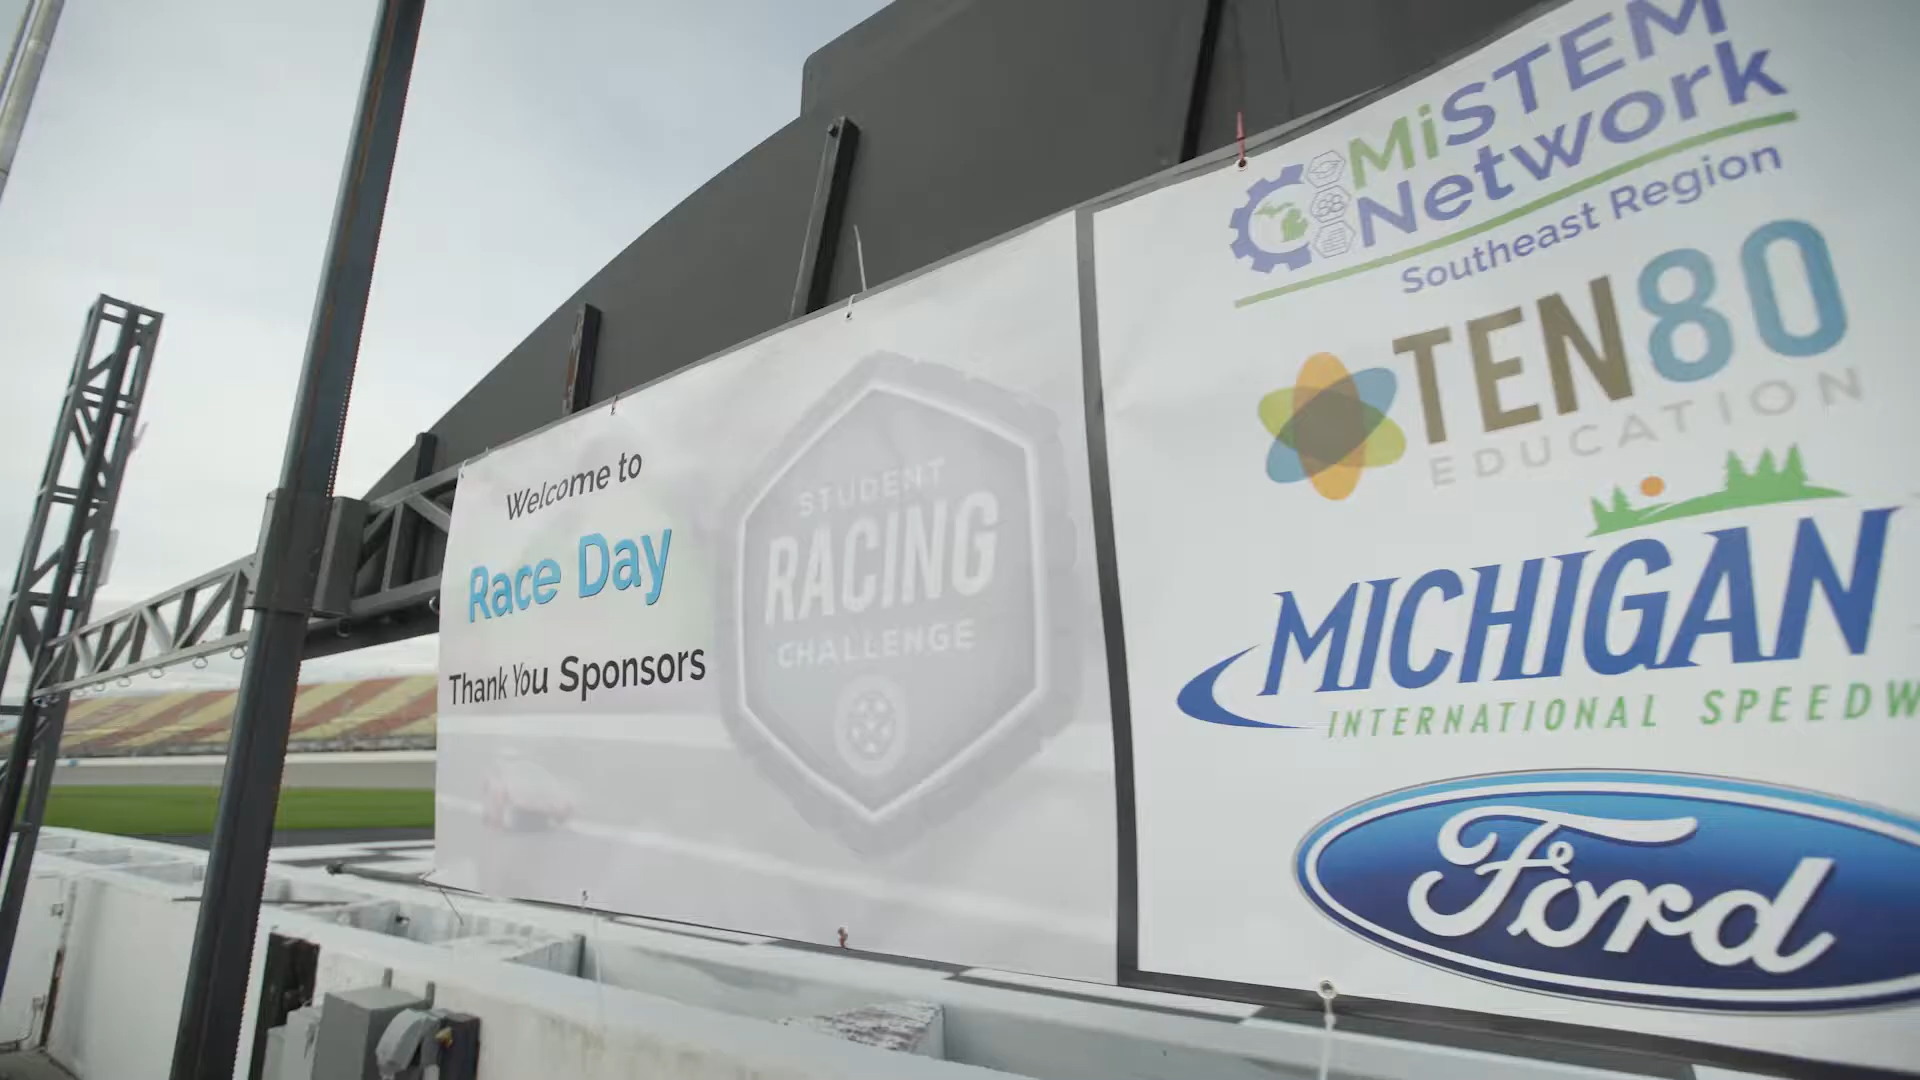 Welcome to
Race Day
Thank You Sponsors
STUDENT
RACING
CHALLENGE
MiSTEM
Network
Southeast Region
TEN80
EDUCATION
MICHIGAN
INTERNATIONAL SPEEDW
Ford